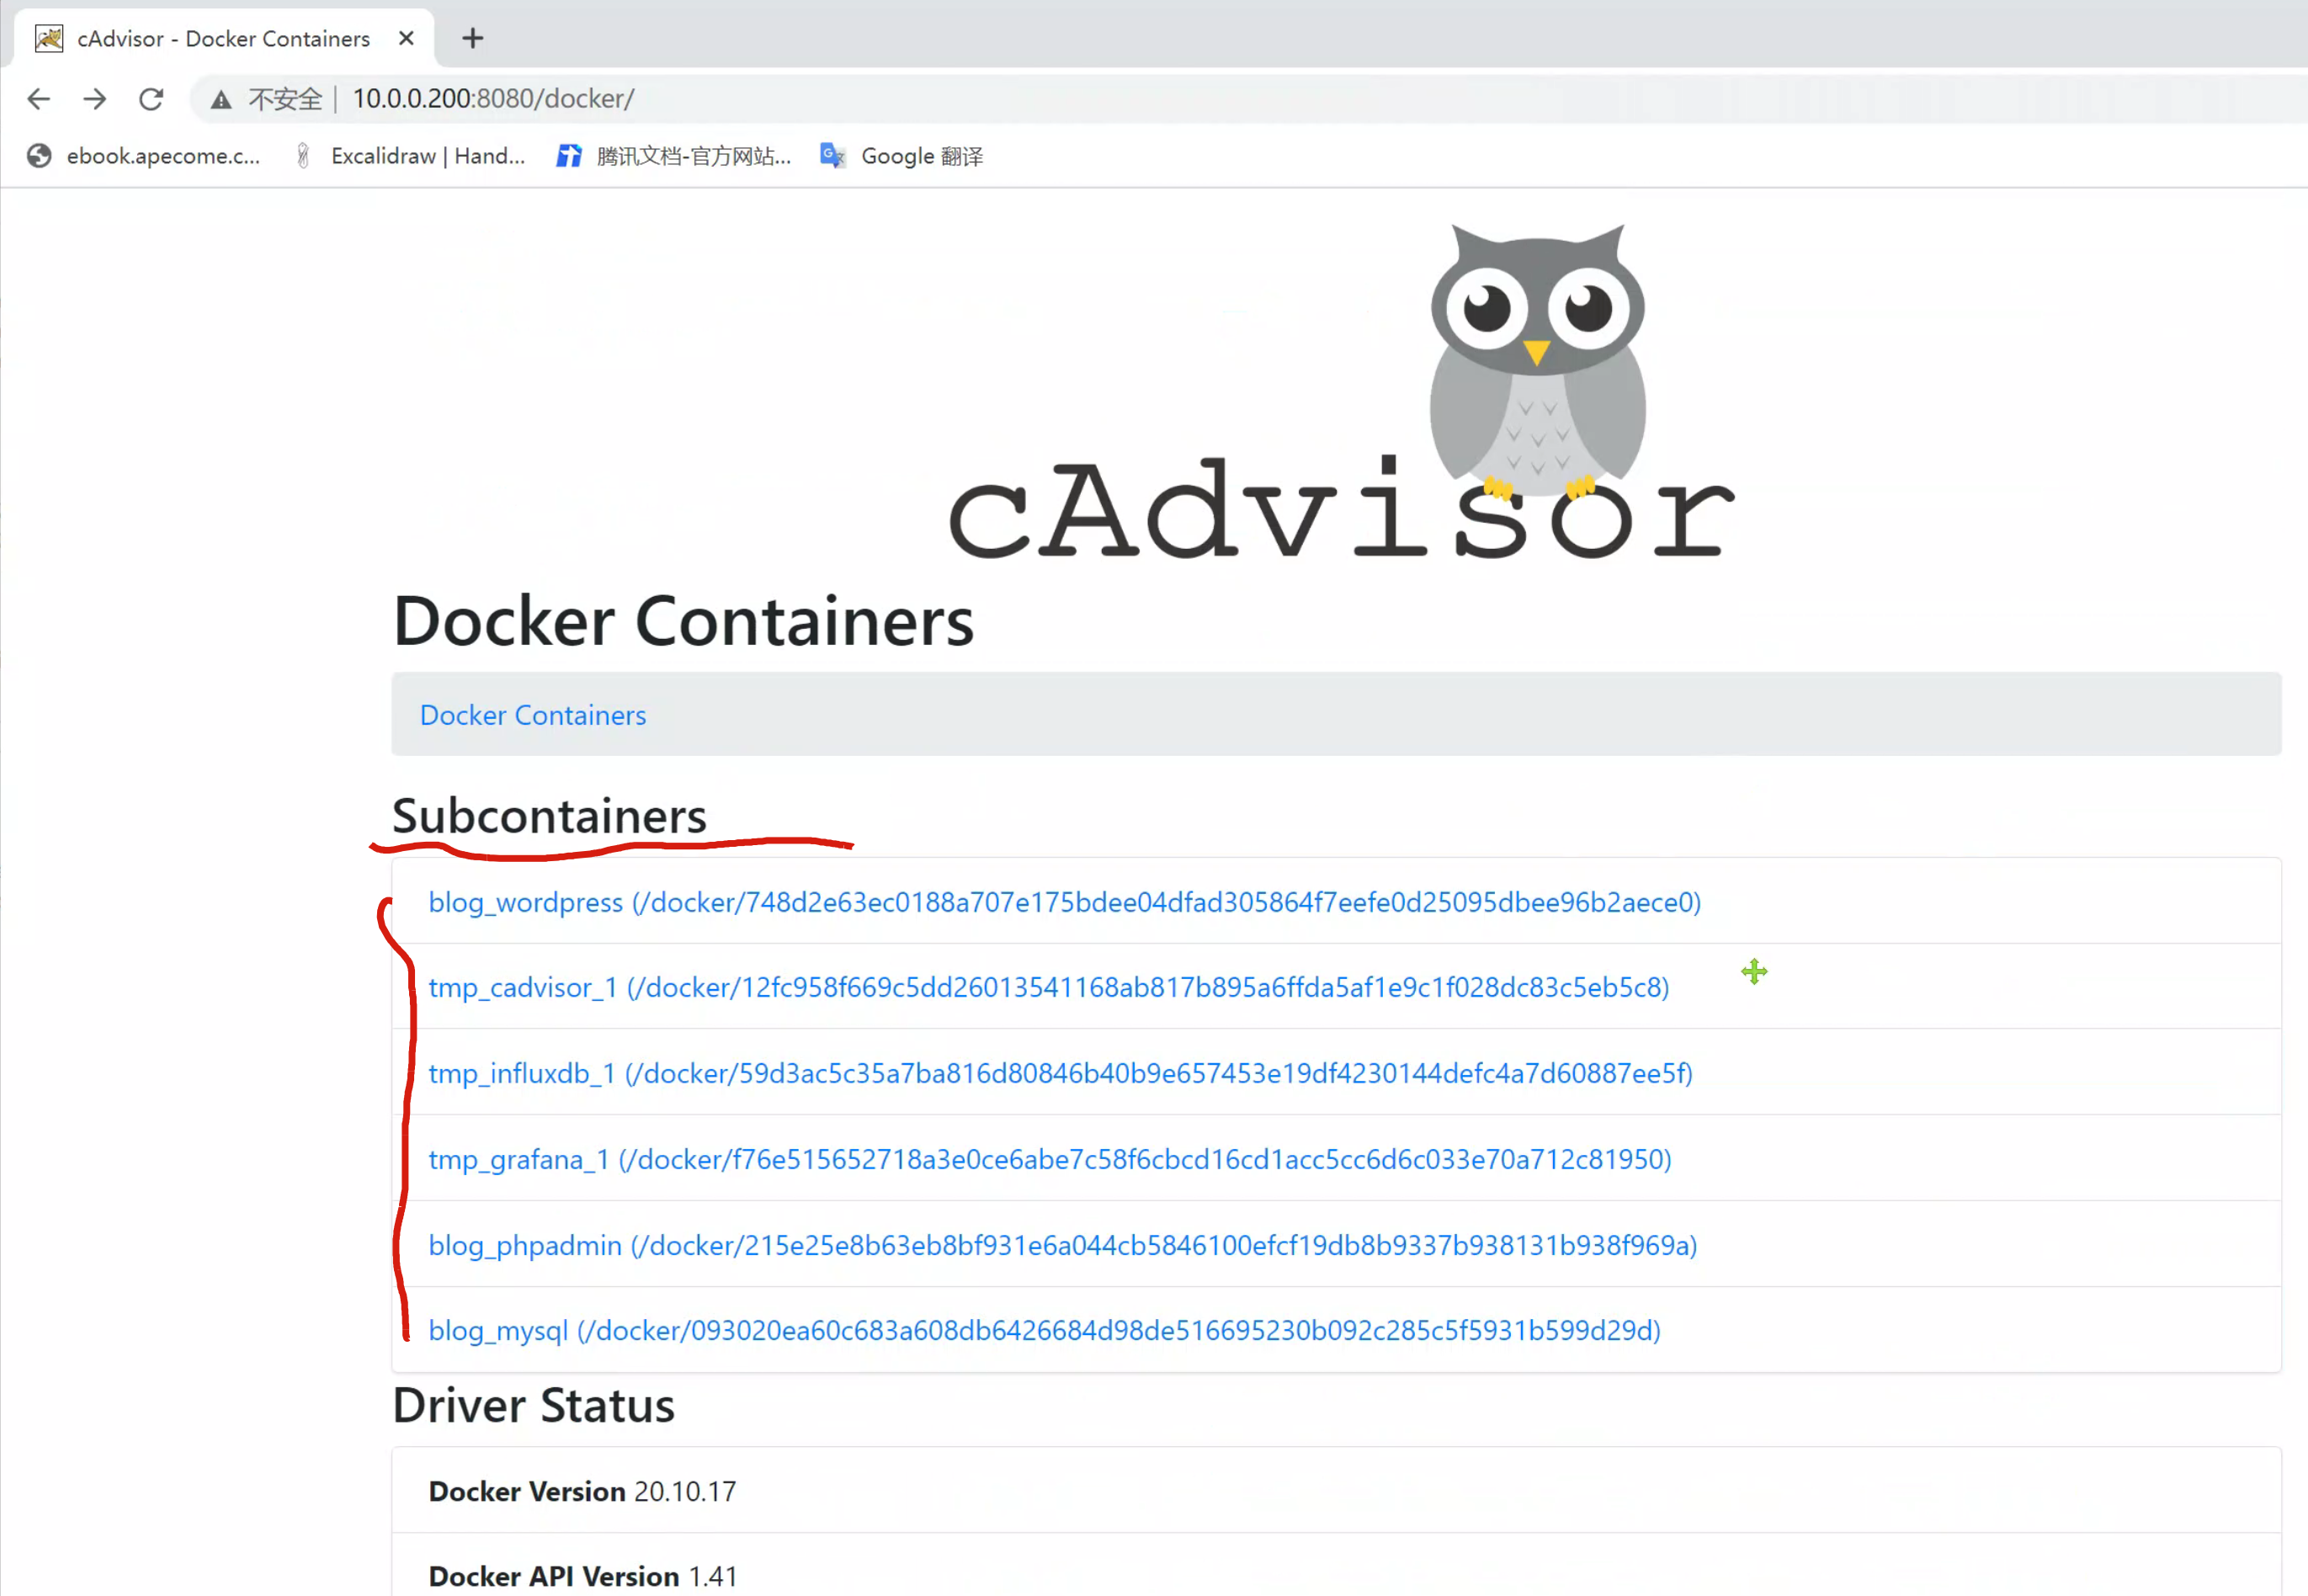 cAdvisor - Docker Containers
不安全 | 10.0.0.200:8080/docker/
ebook.apecome.c... Excalidraw | Hand... 腾讯文档-官方网站... Google 翻译
cAdvisor
Docker Containers
Docker Containers
Subcontainers
blog_wordpress (/docker/748d2e63ec0188a707e175bdee04dfad305864f7eefe0d25095dbee96b2aece0)
tmp_cadvisor_1 (/docker/12fc958f669c5dd26013541168ab817b895a6ffda5af1e9c1f028dc83c5eb5c8)
tmp_influxdb_1 (/docker/59d3ac5c35a7ba816d80846b40b9e657453e19df4230144defc4a7d60887ee5f)
tmp_grafana_1 (/docker/f76e515652718a3e0ce6abe7c58f6cbcd16cd1acc5cc6d6c033e70a712c81950)
blog_phpadmin (/docker/215e25e8b63eb8bf931e6a044cb5846100efcf19db8b9337b938131b938f969a)
blog_mysql (/docker/093020ea60c683a608db6426684d98de516695230b092c285c5f5931b599d29d)
Driver Status
Docker Version 20.10.17
Docker API Version 1.41